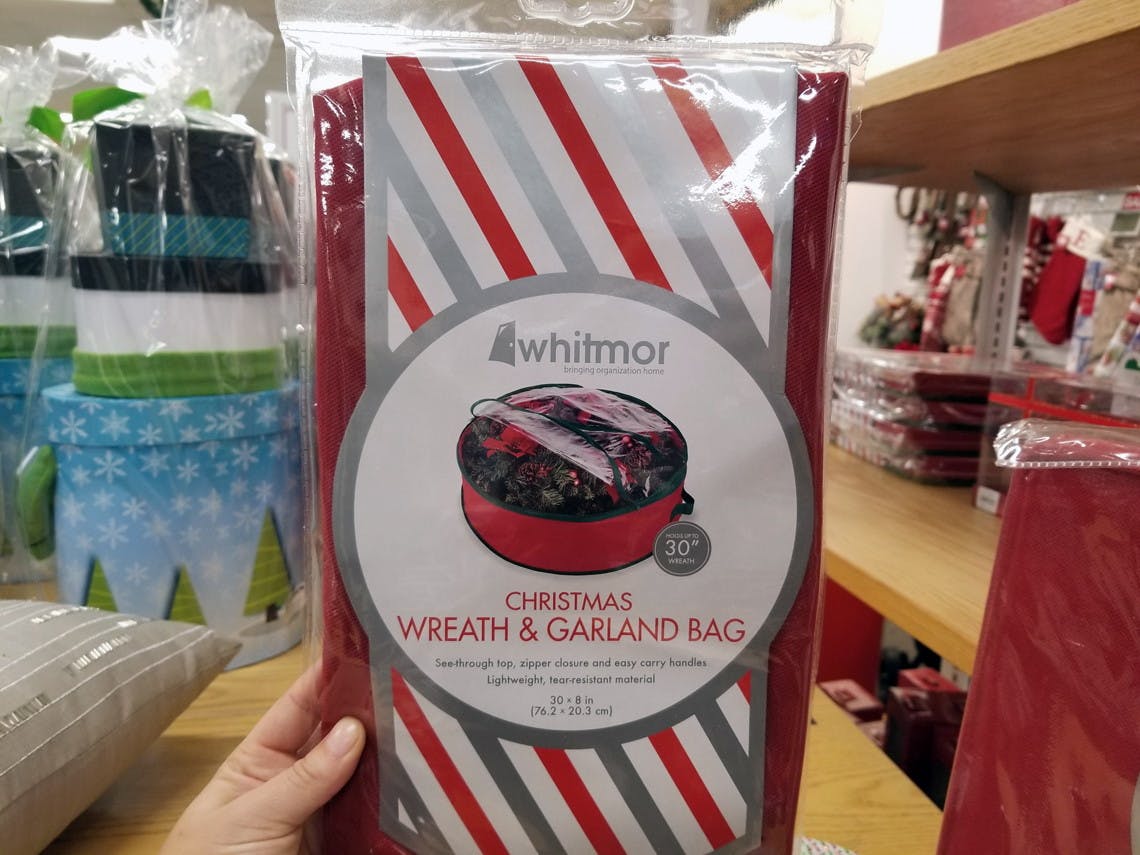 whitmor
bringing organization home
HOLDS UP TO
30"
WREATH
CHRISTMAS
WREATH & GARLAND BAG
See-through top, zipper closure and easy carry handles
Lightweight, tear-resistant material
30 × 8 in
(76.2 × 20.3 cm)
E